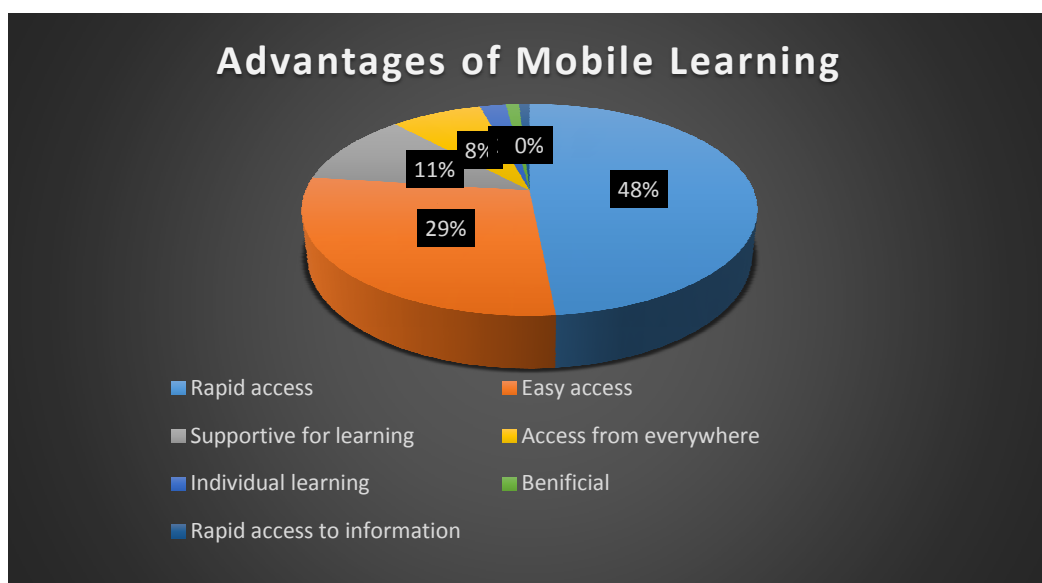 Advantages of Mobile Learning
8%
0%
11%
48%
29%
Rapid access
Easy access
Supportive for learning
Access from everywhere
Individual learning
Benificial
Rapid access to information